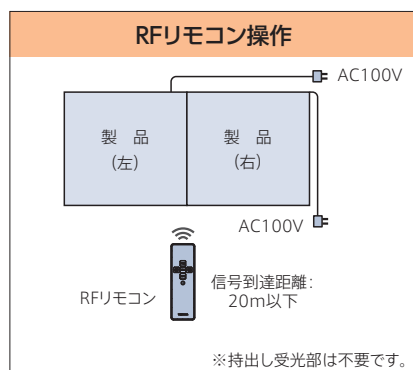 RFリモコン操作
AC100V
製　品
(左)
製　品
(右)
AC100V
RFリモコン
信号到達距離：
20m以下
※持出し受光部は不要です。